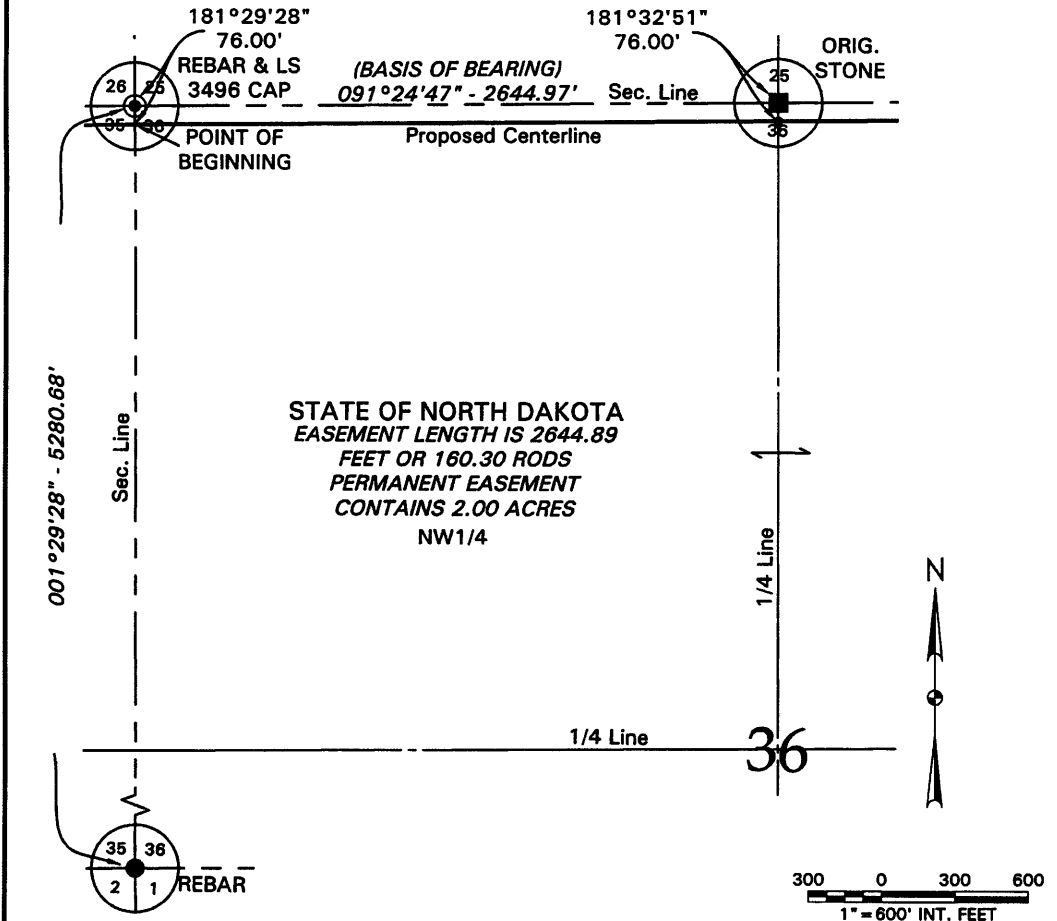 181°29'28"
76.00'
REBAR & LS
3496 CAP
26 25
35 36
POINT OF
BEGINNING
(BASIS OF BEARING)
091°24'47" - 2644.97'
Sec. Line
Proposed Centerline
181°32'51"
76.00'
ORIG.
STONE
25
36
001°29'28" - 5280.68'
Sec. Line
STATE OF NORTH DAKOTA
EASEMENT LENGTH IS 2644.89
FEET OR 160.30 RODS
PERMANENT EASEMENT
CONTAINS 2.00 ACRES
NW1/4
1/4 Line
N
1/4 Line
36
35 36
2 1
REBAR
300 0 300 600
1"=600' INT. FEET